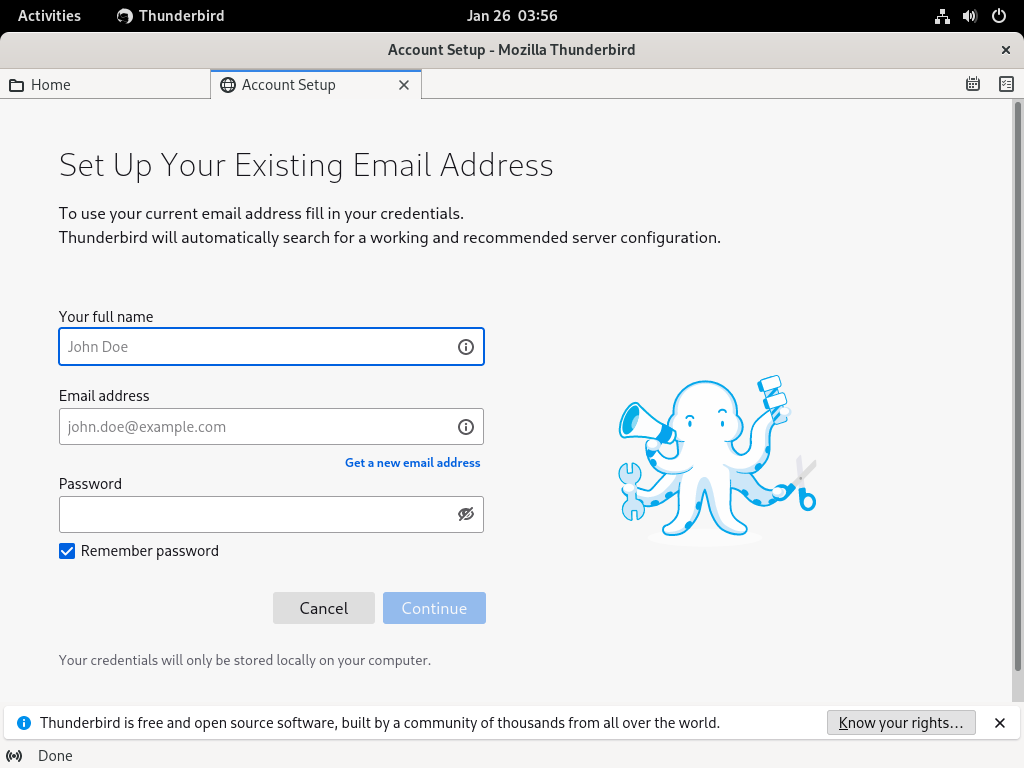 Activities Thunderbird Jan 26 03:56
Account Setup - Mozilla Thunderbird
Home Account Setup
Set Up Your Existing Email Address
To use your current email address fill in your credentials.
Thunderbird will automatically search for a working and recommended server configuration.
Your full name
John Doe
Email address
john.doe@example.com
Get a new email address
Password
Remember password
Cancel Continue
Your credentials will only be stored locally on your computer.
Thunderbird is free and open source software, built by a community of thousands from all over the world. Know your rights…
Done